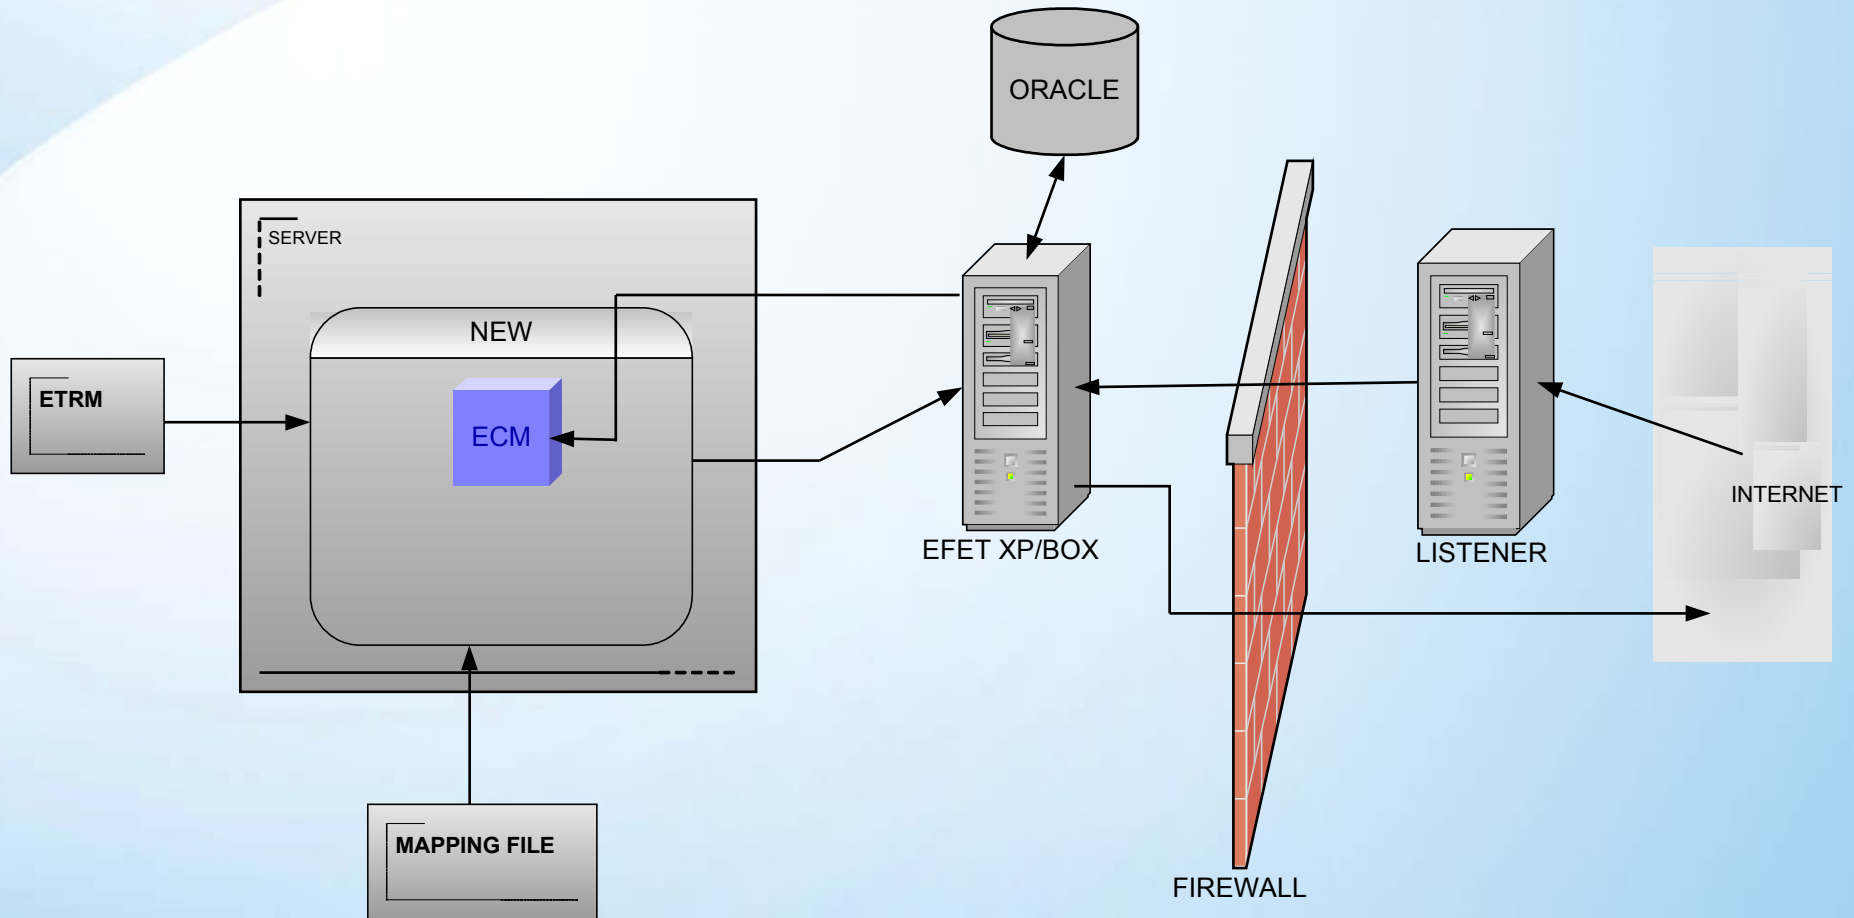 ORACLE
SERVER
NEW
ETRM
ECM
INTERNET
EFET XP/BOX
LISTENER
MAPPING FILE
FIREWALL